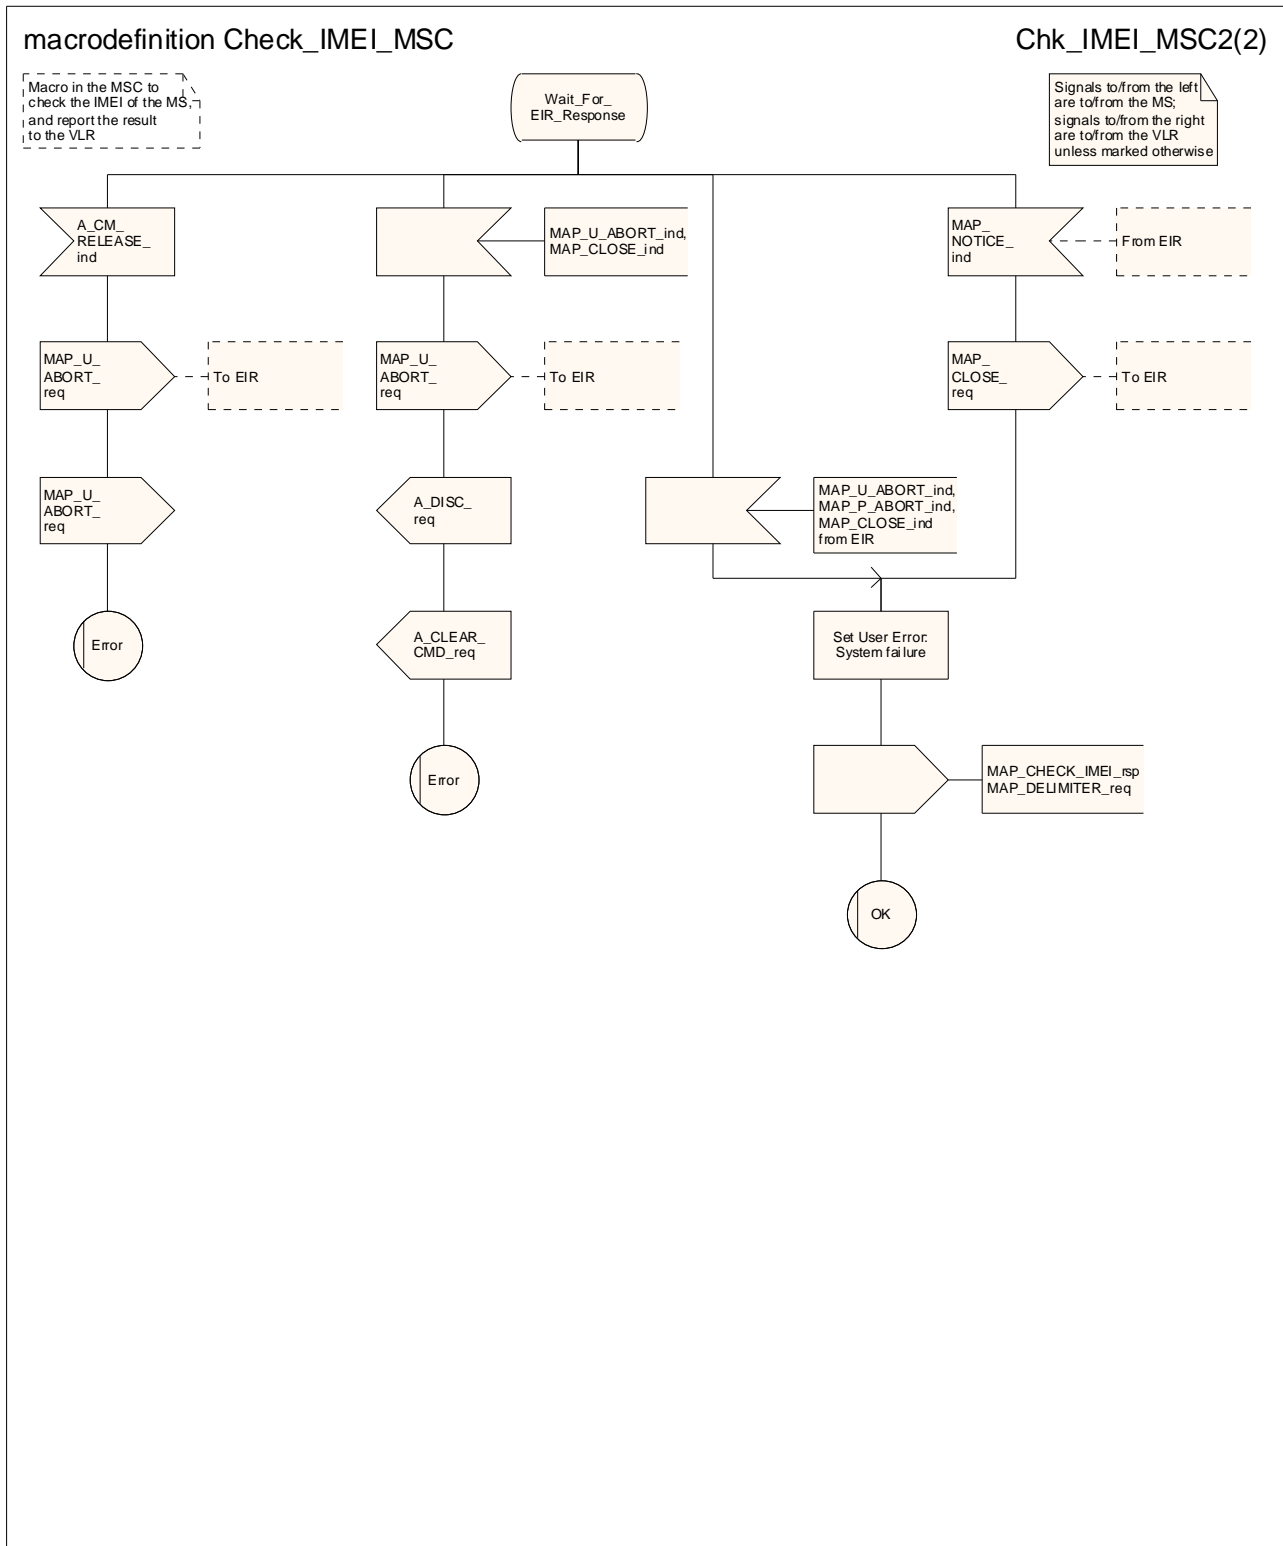 macrodefinition Check_IMEI_MSC
Chk_IMEI_MSC2(2)
Macro in the MSC to
check the IMEI of the MS,
and report the result
to the VLR
Wait_For_
EIR_Response
Signals to/from the left
are to/from the MS;
signals to/from the right
are to/from the VLR
unless marked otherwise
A_CM_
RELEASE_
ind
MAP_U_ABORT_ind,
MAP_CLOSE_ind
MAP_
NOTICE_
ind
From EIR
MAP_U_
ABORT_
req
To EIR
MAP_U_
ABORT_
req
To EIR
MAP_
CLOSE_
req
To EIR
MAP_U_
ABORT_
req
A_DISC_
req
MAP_U_ABORT_ind,
MAP_P_ABORT_ind,
MAP_CLOSE_ind
from EIR
Error
A_CLEAR_
CMD_req
Set User Error:
System failure
Error
MAP_CHECK_IMEI_rsp
MAP_DELIMITER_req
OK